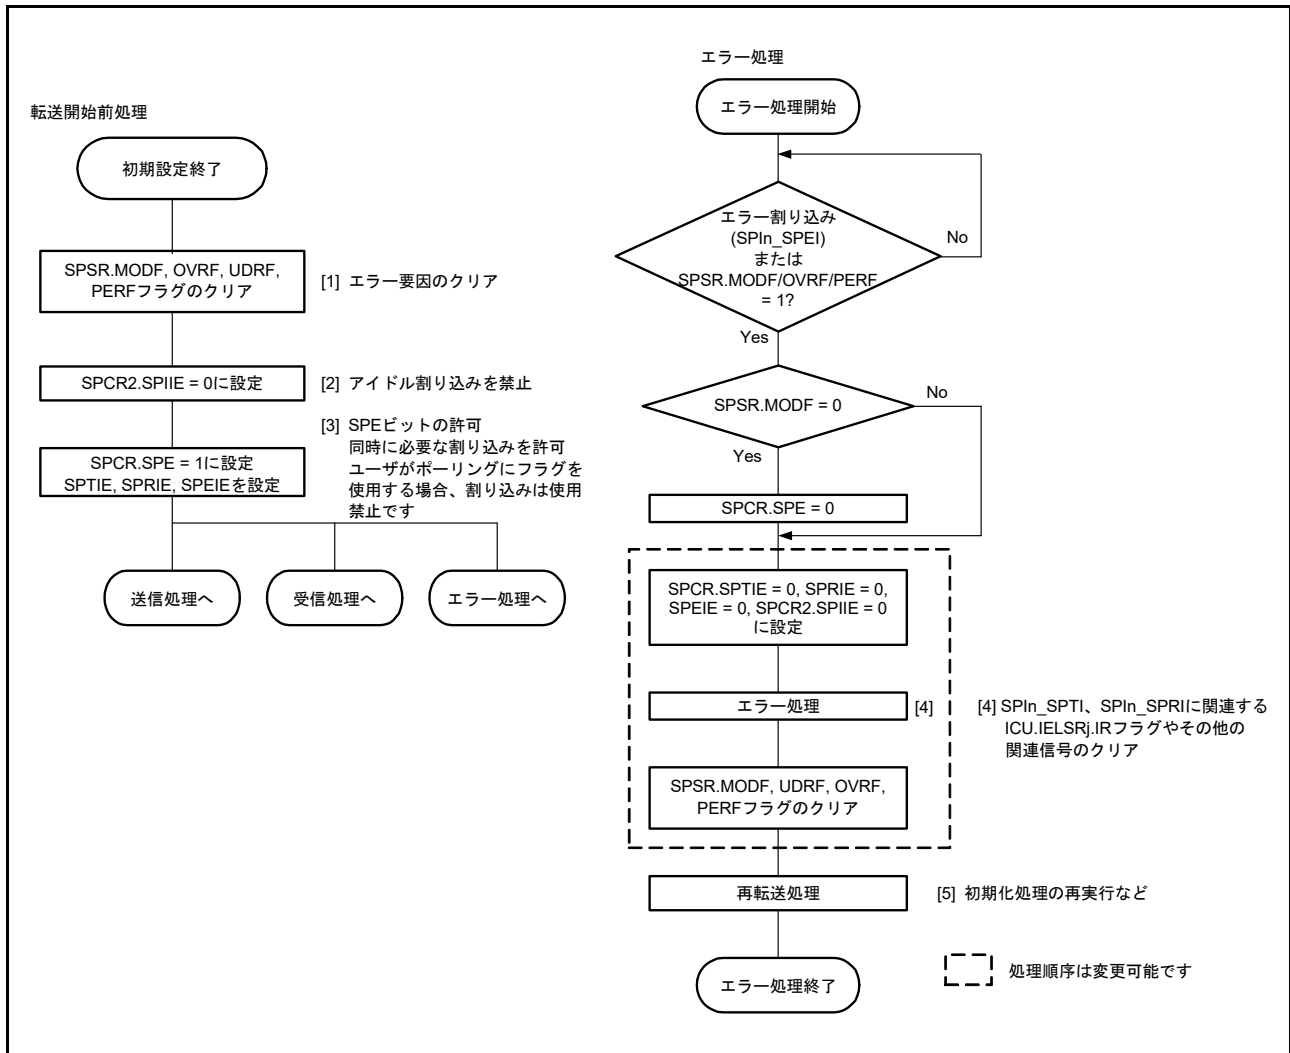 転送開始前処理
初期設定終了
SPSR.MODF, OVRF, UDRF,
PERFフラグのクリア
[1] エラー要因のクリア
SPCR2.SPIIE = 0に設定
[2] アイドル割り込みを禁止
SPCR.SPE = 1に設定
SPTIE, SPRIE, SPEIEを設定
[3] SPEビットの許可
同時に必要な割り込みを許可
ユーザがポーリングにフラグを
使用する場合、割り込みは使用
禁止です
送信処理へ
受信処理へ
エラー処理へ
エラー処理
エラー処理開始
エラー割り込み
(SPIn_SPEI)
または
SPSR.MODF/OVRF/PERF
= 1?
No
Yes
SPSR.MODF = 0
No
Yes
SPCR.SPE = 0
SPCR.SPTIE = 0, SPRIE = 0,
SPEIE = 0, SPCR2.SPIIE = 0
に設定
エラー処理
[4]
[4] SPIn_SPTI、SPIn_SPRIに関連する
ICU.IELSRj.IRフラグやその他の
関連信号のクリア
SPSR.MODF, UDRF, OVRF,
PERFフラグのクリア
再転送処理
[5] 初期化処理の再実行など
エラー処理終了
処理順序は変更可能です